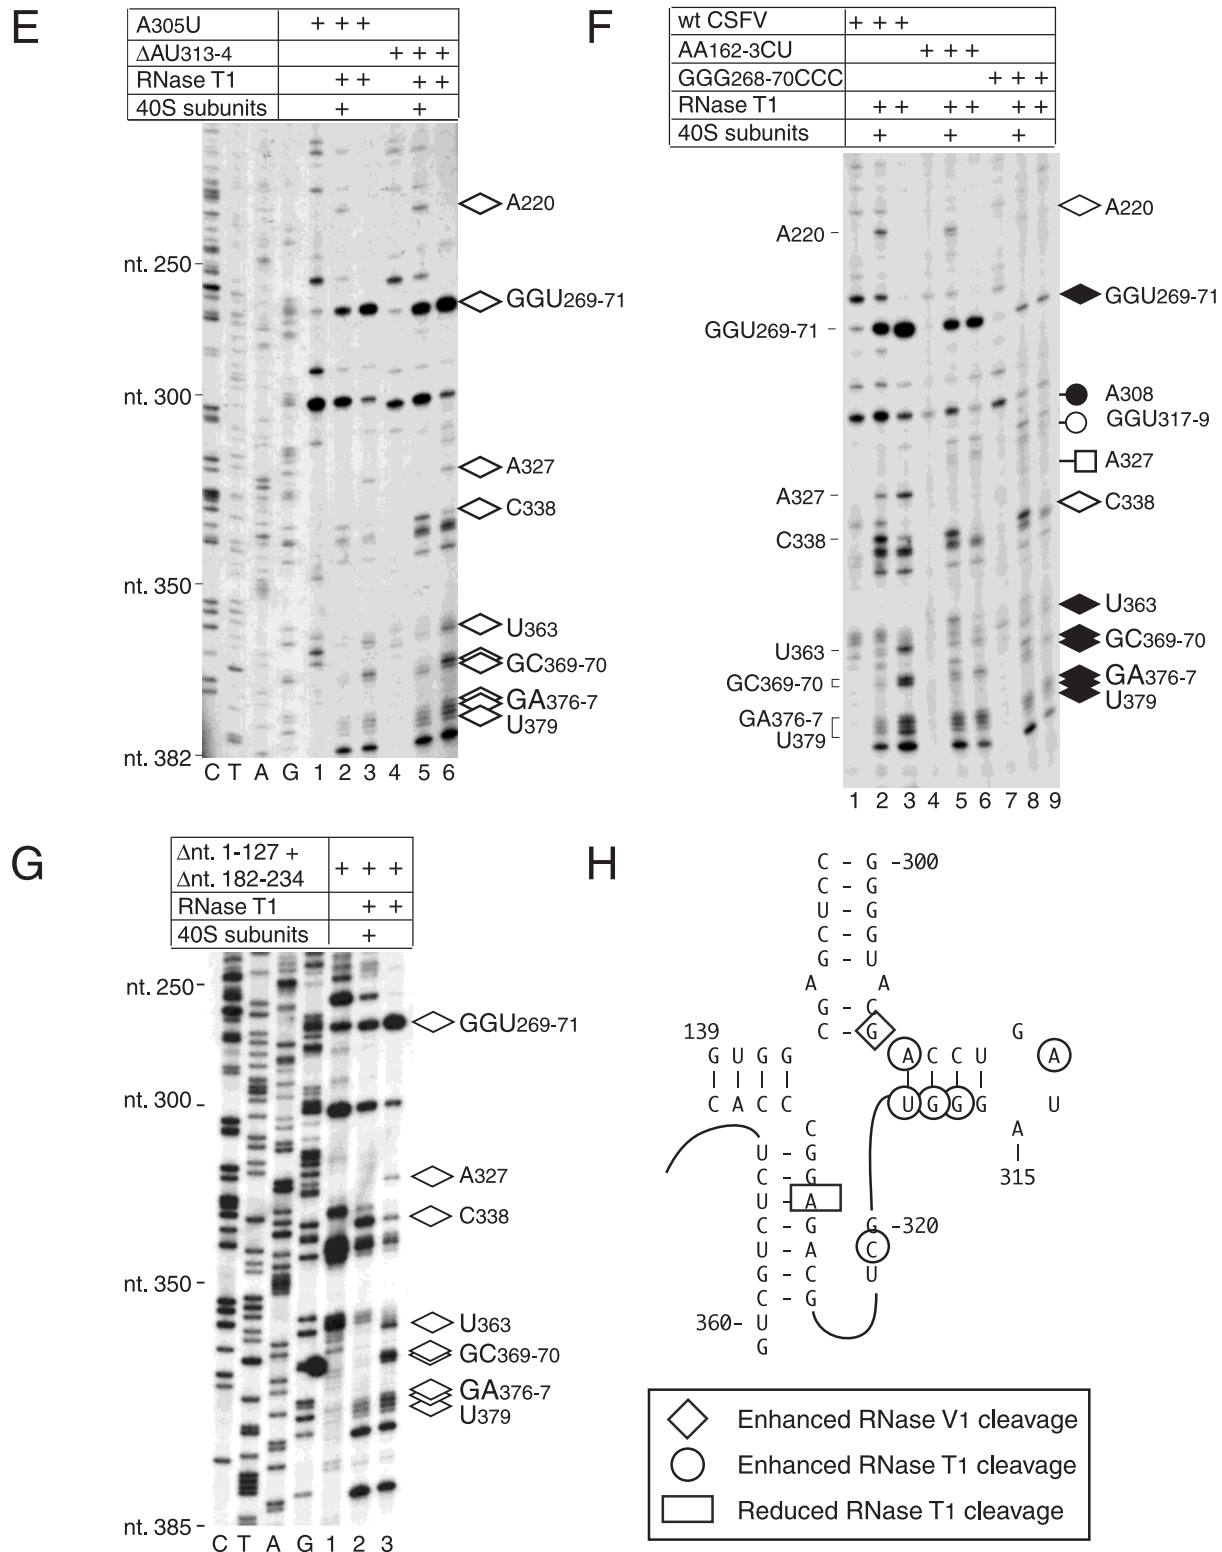 E
A305U + + +
ΔAU313-4 + + +
RNase T1 + + + +
40S subunits + +
A220
nt. 250
GGU269-71
nt. 300
A327
C338
nt. 350
U363
GC369-70
GA376-7
U379
nt. 382
C T A G 1 2 3 4 5 6
F
wt CSFV + + +
AA162-3CU + + +
GGG268-70CCC + + +
RNase T1 + + + + + +
40S subunits + + +
A220
GGU269-71
A327
C338
U363
GC369-70
GA376-7
U379
A220
GGU269-71
A308
GGU317-9
A327
C338
U363
GC369-70
GA376-7
U379
1 2 3 4 5 6 7 8 9
G
Δnt. 1-127 +
Δnt. 182-234 + + +
RNase T1 + +
40S subunits +
nt. 250
GGU269-71
nt. 300
A327
C338
nt. 350
U363
GC369-70
GA376-7
U379
nt. 385
C T A G 1 2 3
H
C - G -300
C - G
U - G
C - G
G - U
A A
G - C
C - G
139 G
G U G G A C C U A
C A C C U G G G U
C A
U - G 315
C - G
U - A
C - G G -320
U - A C
G - C U
C - G
360- U
G
Enhanced RNase V1 cleavage
Enhanced RNase T1 cleavage
Reduced RNase T1 cleavage